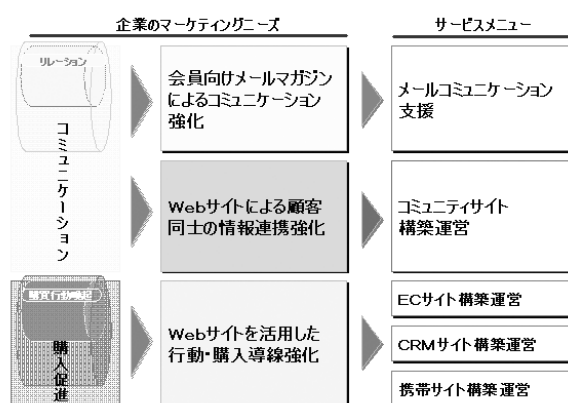 企業のマーケティングニーズ
サービスメニュー
リレーション
コミュニケーション
会員向けメールマガジン
によるコミュニケーション
強化
メールコミュニケーション
支援
Webサイトによる顧客
同士の情報連携強化
コミュニティサイト
構築運営
購買行動喚起
購入促進
Webサイトを活用した
行動・購入導線強化
ECサイト構築運営
CRMサイト構築運営
携帯サイト構築運営